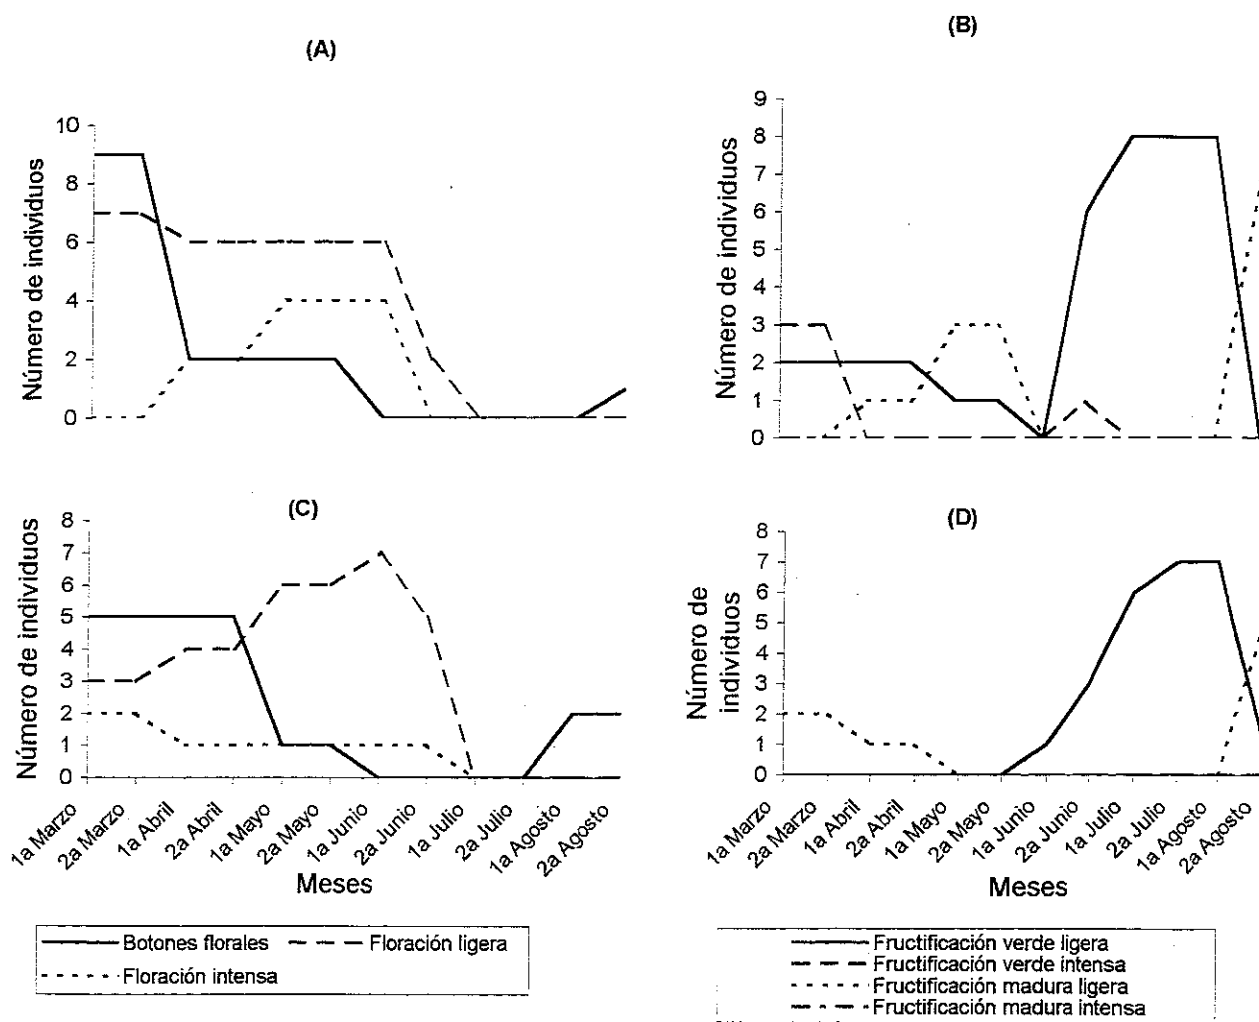 (A)
Número de individuos
10
8
6
4
2
0
(B)
Número de individuos
9
8
7
6
5
4
3
2
1
0
(C)
Número de individuos
8
7
6
5
4
3
2
1
0
1a Marzo
2a Marzo
1a Abril
2a Abril
1a Mayo
2a Mayo
1a Junio
2a Junio
1a Julio
2a Julio
1a Agosto
2a Agosto
Meses
(D)
Número de
individuos
8
7
6
5
4
3
2
1
0
1a Marzo
2a Marzo
1a Abril
2a Abril
1a Mayo
2a Mayo
1a Junio
2a Junio
1a Julio
2a Julio
1a Agosto
2a Agosto
Meses
Botones florales
Floración ligera
Floración intensa
Fructificación verde ligera
Fructificación verde intensa
Fructificación madura ligera
Fructificación madura intensa